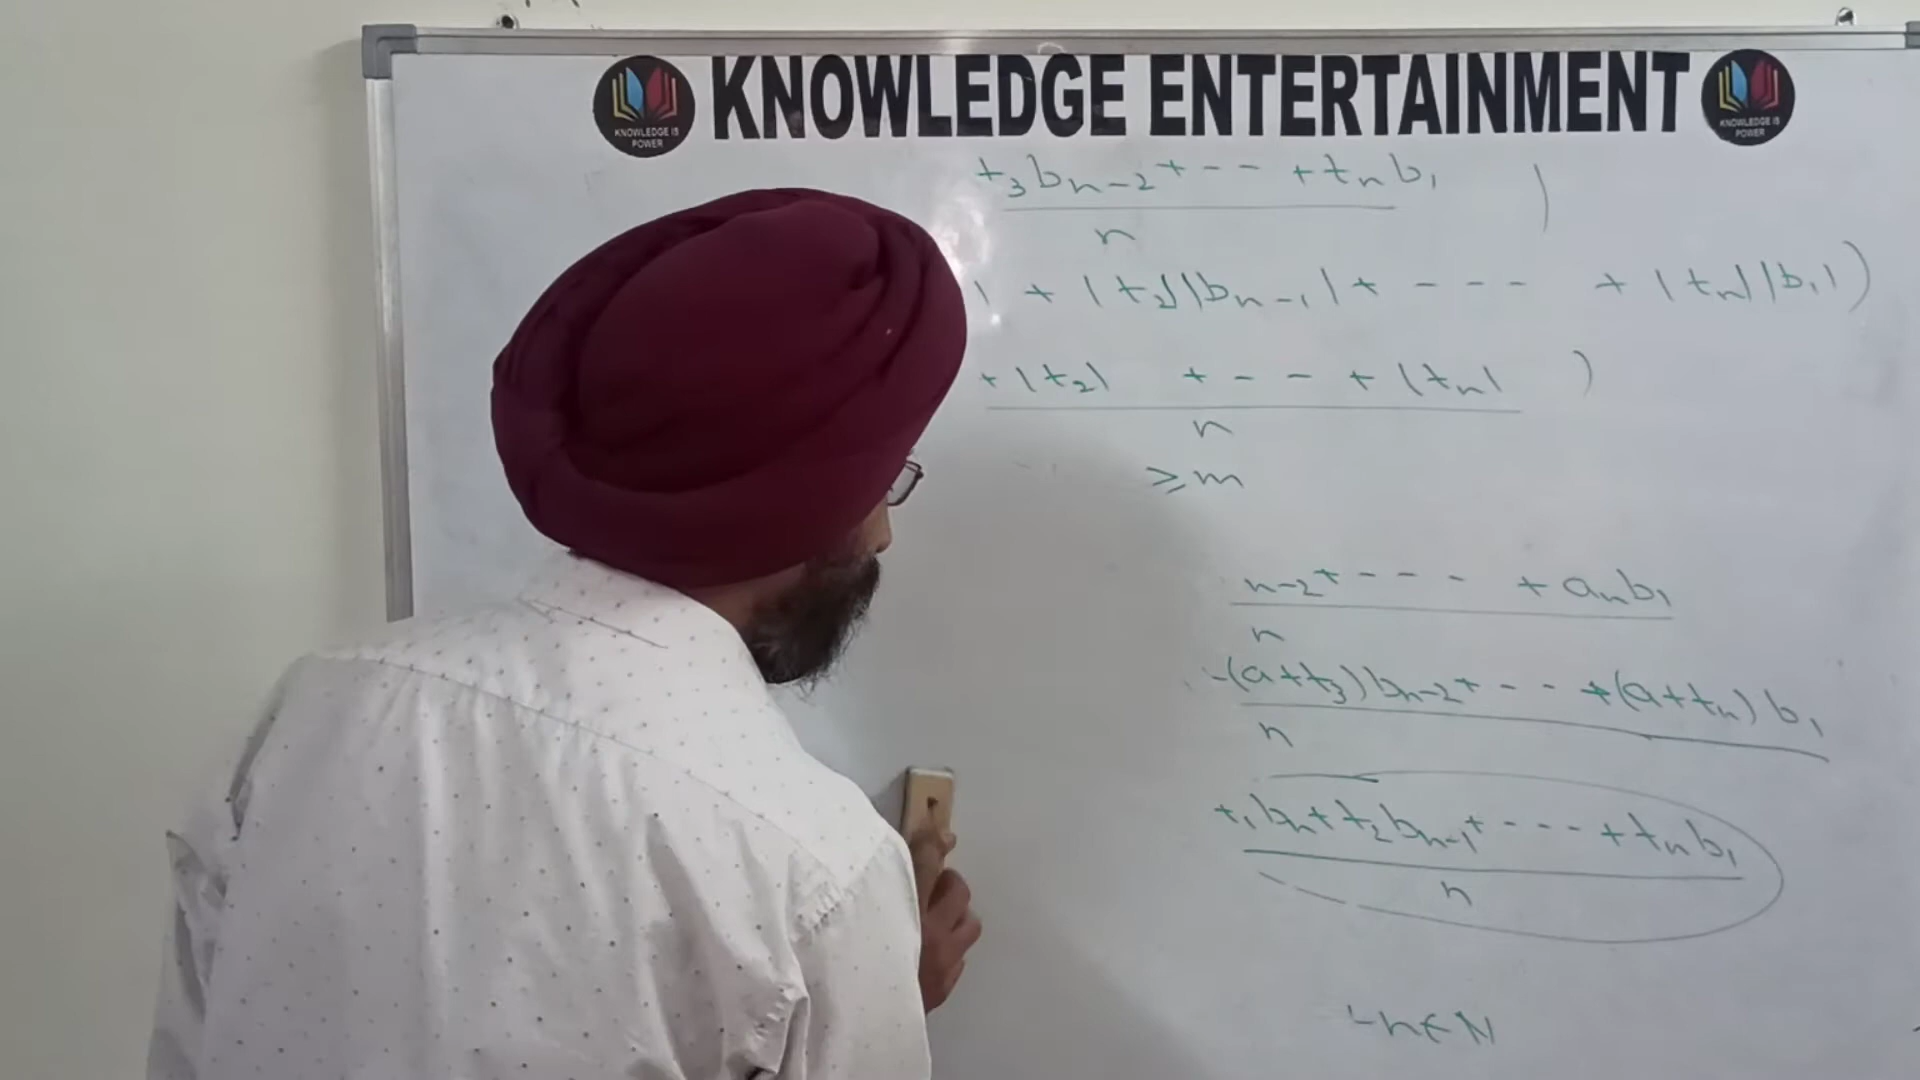 KNOWLEDGE ENTERTAINMENT
KNOWLEDGE IS
POWER
KNOWLEDGE IS
POWER
t₃bₙ₋₂ + - - + tₙb₁ )
n
| + |t₂||bₙ₋₁| + - - - + |tₙ||b₁| )
+ |t₂| + - - + |tₙ| )
n
≥ m
n-2 + - - - + aₙb₁
n
(a+t₃)bₙ₋₂ + - - + (a+tₙ)b₁
n
t₁bₙ + t₂bₙ₋₁ + - - - + tₙb₁
n
n ∈ N